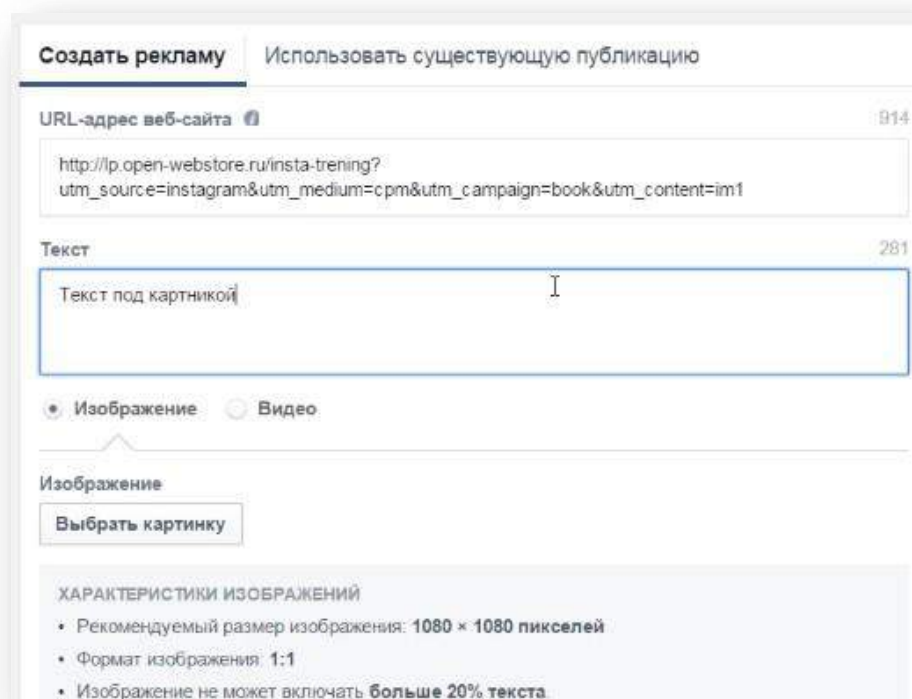 Создать рекламу Использовать существующую публикацию
URL-адрес веб-сайта i 914
http://lp.open-webstore.ru/insta-trening?
utm_source=instagram&utm_medium=cpm&utm_campaign=book&utm_content=im1
Текст 281
Текст под картникой
Изображение Видео
Изображение
Выбрать картинку
ХАРАКТЕРИСТИКИ ИЗОБРАЖЕНИЙ
• Рекомендуемый размер изображения: 1080 × 1080 пикселей
• Формат изображения: 1:1
• Изображение не может включать больше 20% текста.